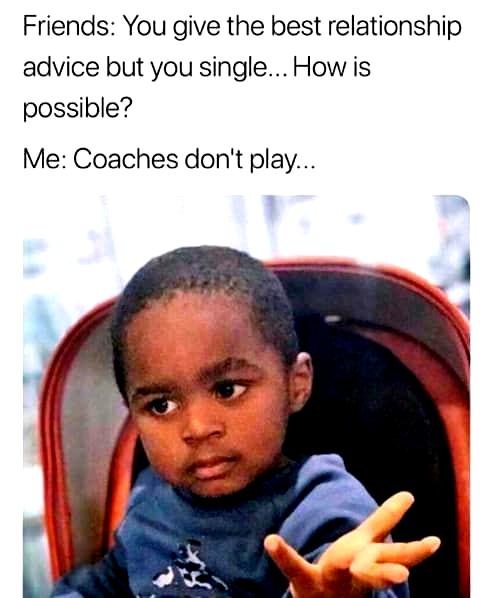 Friends: You give the best relationship
advice but you single... How is
possible?
Me: Coaches don't play...